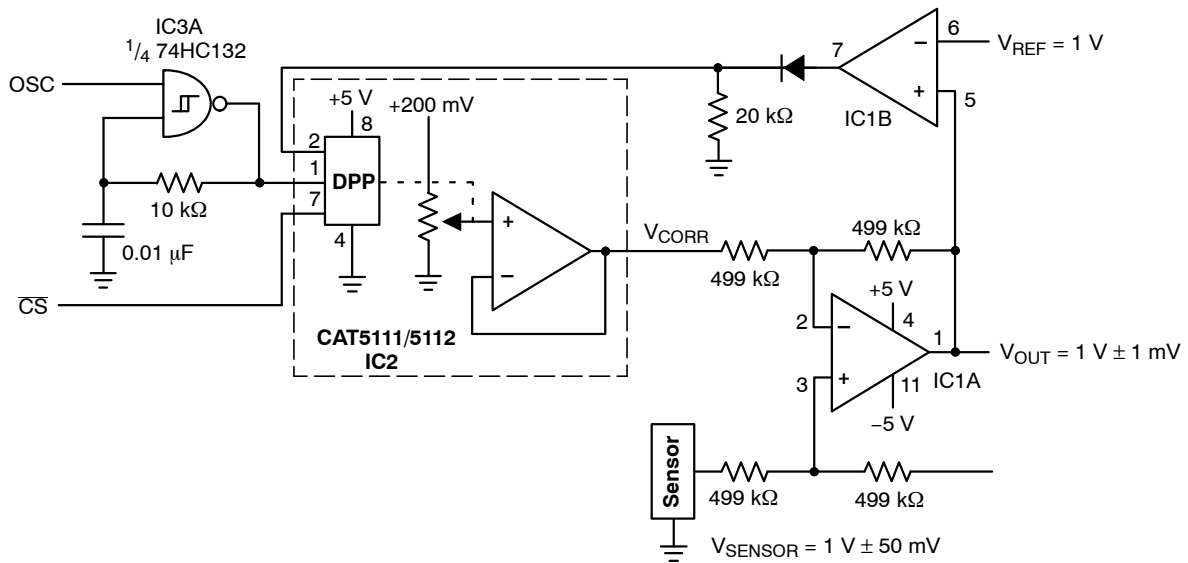 IC3A
1/4 74HC132
OSC
10 kΩ
0.01 μF
CS
+5 V
+200 mV
8
2
1
7
4
DPP
CAT5111/5112
IC2
+
−
7
6
5
−
+
IC1B
VREF = 1 V
20 kΩ
VCORR
499 kΩ
499 kΩ
+5 V
2
4
1
3
11
−
+
IC1A
−5 V
VOUT = 1 V ± 1 mV
Sensor
499 kΩ
499 kΩ
VSENSOR = 1 V ± 50 mV